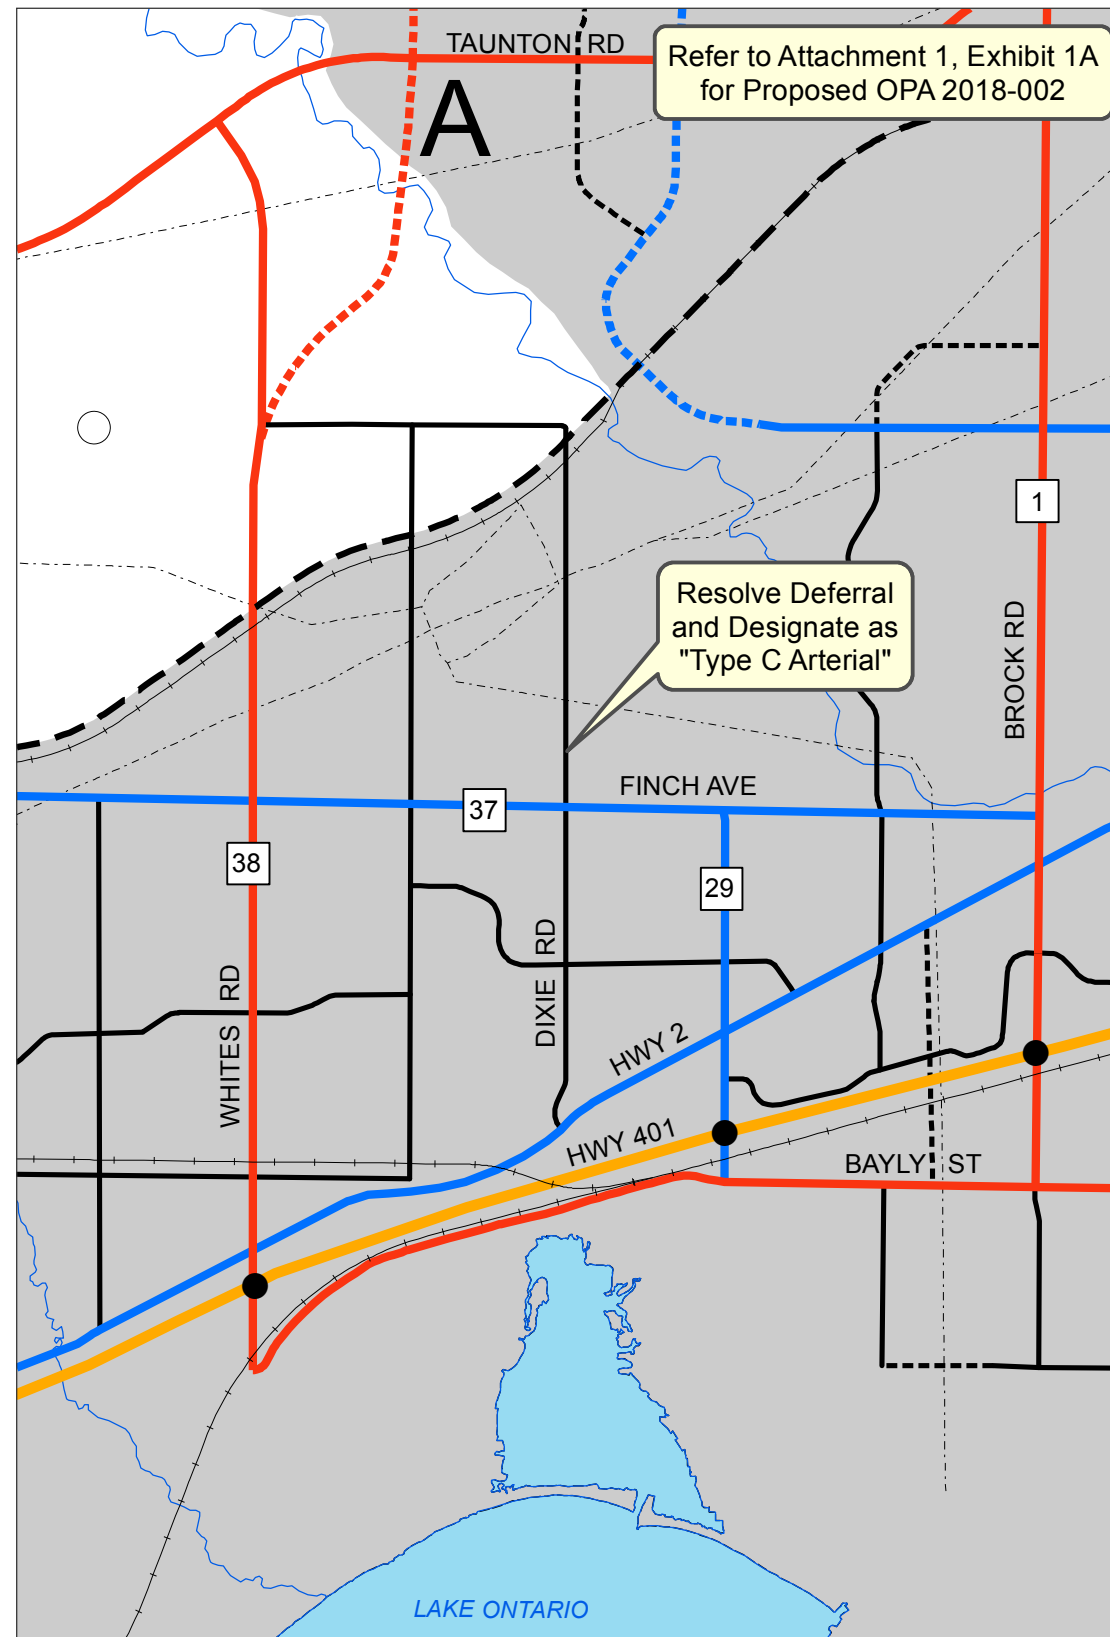 TAUNTON RD
Refer to Attachment 1, Exhibit 1A
for Proposed OPA 2018-002
A
1
Resolve Deferral
and Designate as
"Type C Arterial"
BROCK RD
FINCH AVE
37
38
29
WHITES RD
DIXIE RD
HWY 2
HWY 401
BAYLY ST
LAKE ONTARIO